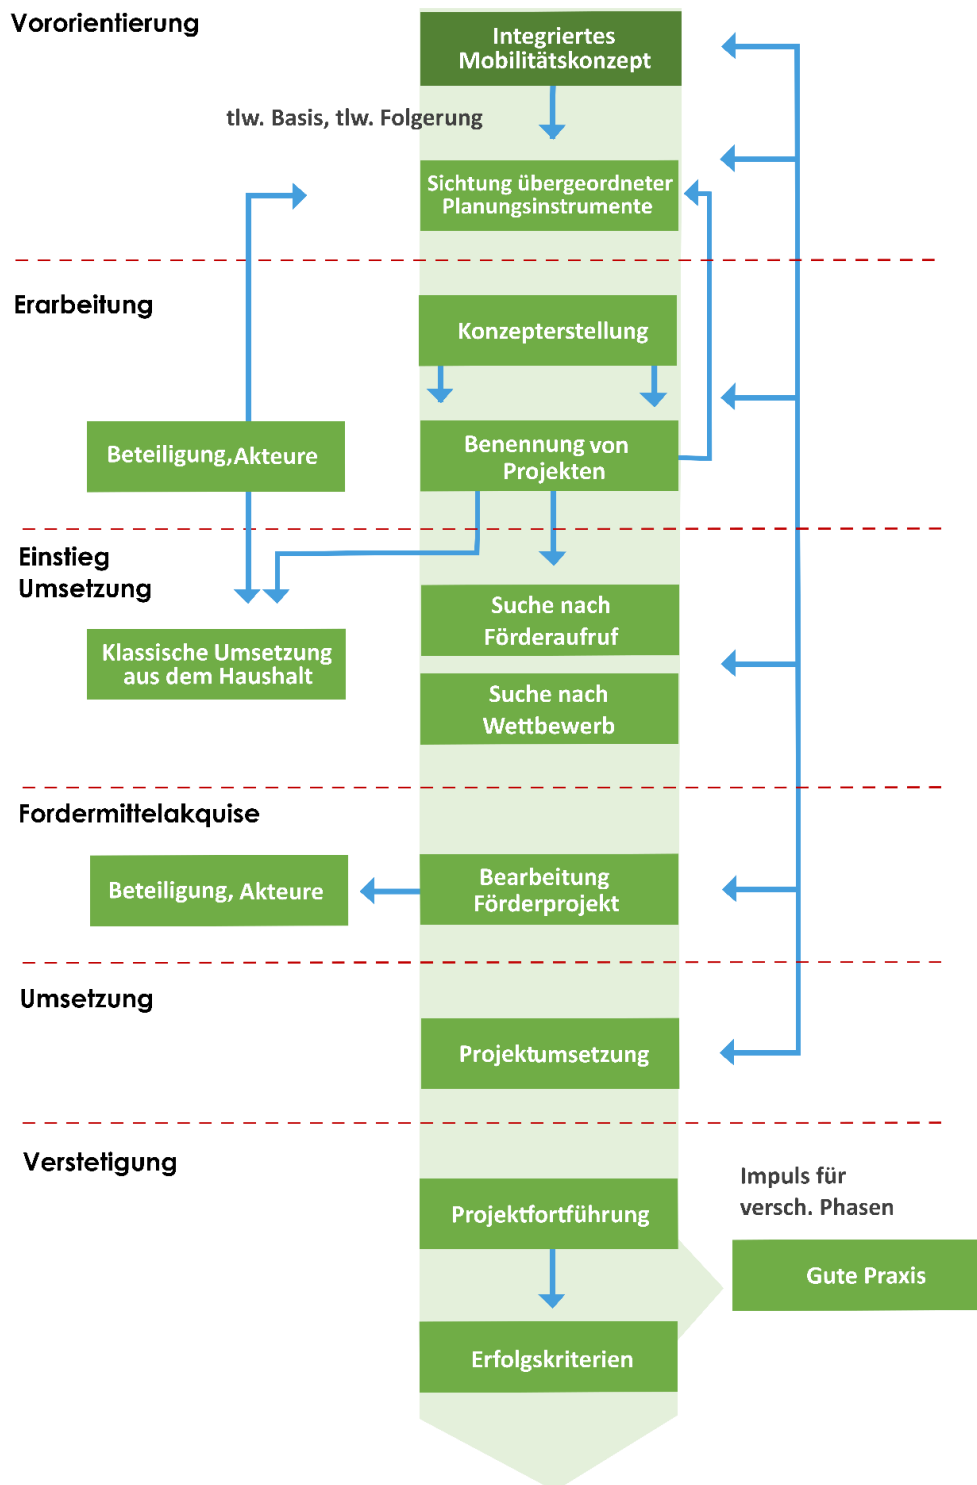 Vororientierung
Integriertes
Mobilitätskonzept
tlw. Basis, tlw. Folgerung
Sichtung übergeordneter
Planungsinstrumente
Erarbeitung
Konzepterstellung
Beteiligung, Akteure
Benennung von
Projekten
Einstieg
Umsetzung
Suche nach
Förderaufruf
Klassische Umsetzung
aus dem Haushalt
Suche nach
Wettbewerb
Fordermittelakquise
Beteiligung, Akteure
Bearbeitung
Förderprojekt
Umsetzung
Projektumsetzung
Verstetigung
Impuls für
versch. Phasen
Projektfortführung
Gute Praxis
Erfolgskriterien